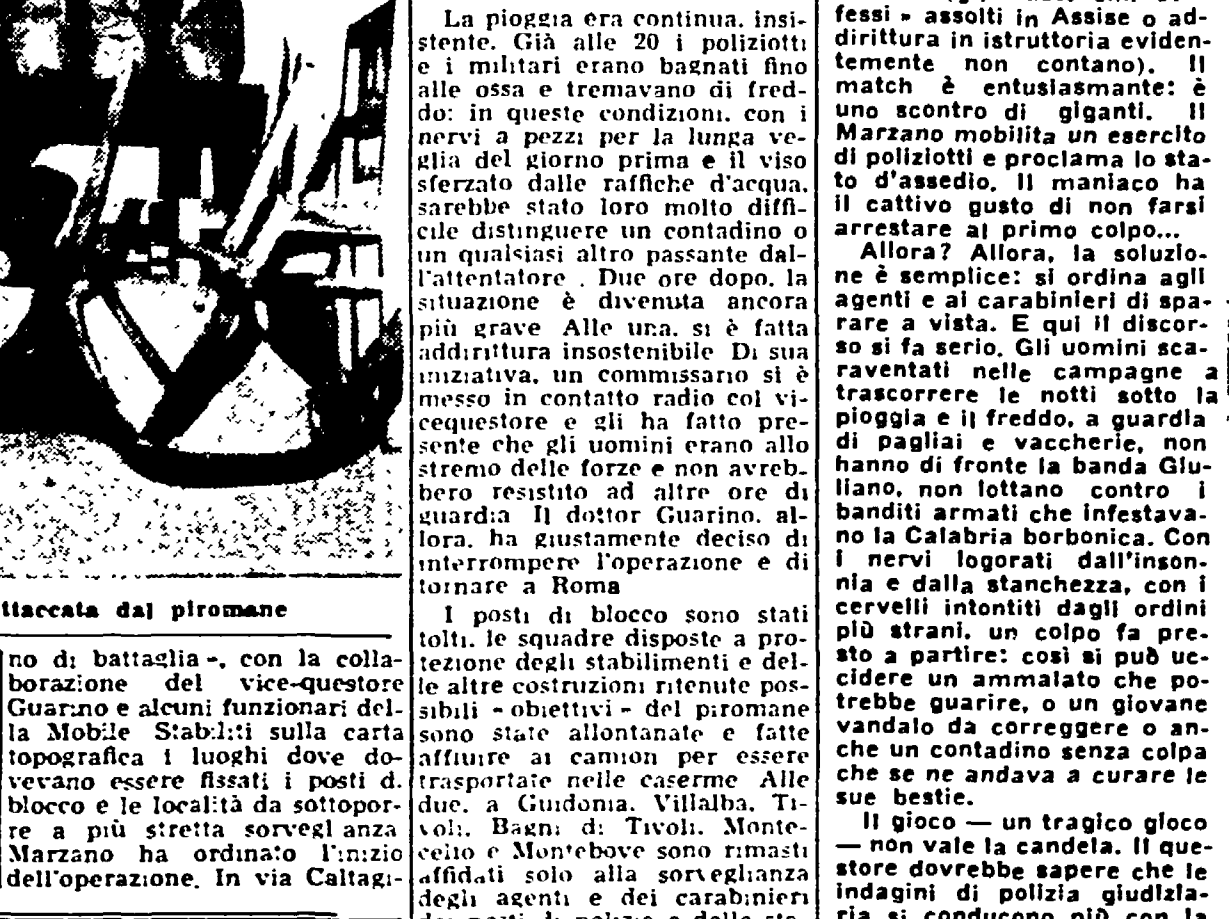 ttaccata dal piromane
no di battaglia -, con la colla-
borazione del vice-questore
Guarino e alcuni funzionari del-
la Mobile Stabiliti sulla carta
topografica i luoghi dove do-
vevano essere fissati i posti d.
blocco e le località da sottopor-
re a più stretta sorvegl anza
Marzano ha ordinato l'inizio
dell'operazione. In via Caltagi-
La pioggia era continua, insi-
stente. Già alle 20 i poliziotti
e i militari erano bagnati fino
alle ossa e tremavano di fred-
do: in queste condizioni, con i
nervi a pezzi per la lunga ve-
glia del giorno prima e il viso
sferzato dalle raffiche d'acqua,
sarebbe stato loro molto diffi-
cile distinguere un contadino o
un qualsiasi altro passante dal-
l'attentatore . Due ore dopo, la
situazione è divenuta ancora
più grave Alle una, si è fatta
addirittura insostenibile Di sua
iniziativa, un commissario si è
messo in contatto radio col vi-
cequestore e gli ha fatto pre-
sente che gli uomini erano allo
stremo delle forze e non avreb-
bero resistito ad altre ore di
guardia Il dottor Guarino, al-
lora, ha giustamente deciso di
interrompere l'operazione e di
tornare a Roma
I posti di blocco sono stati
tolti, le squadre disposte a pro-
tezione degli stabilimenti e del-
le altre costruzioni ritenute pos-
sibili - obiettivi - del piromane
sono state allontanate e fatte
affluire ai camion per essere
trasportate nelle caserme Alle
due, a Guidonia, Villalba, Ti-
voli, Bagni di Tivoli, Monte-
celio e Montebove sono rimasti
affidati solo alla sorveglianza
degli agenti e dei carabinieri
fessi » assolti in Assise o ad-
dirittura in istruttoria eviden-
temente non contano). Il
match è entusiasmante: è
uno scontro di giganti. Il
Marzano mobilita un esercito
di poliziotti e proclama lo sta-
to d'assedio. Il maniaco ha
il cattivo gusto di non farsi
arrestare al primo colpo...
Allora? Allora, la soluzio-
ne è semplice: si ordina agli
agenti e ai carabinieri di spa-
rare a vista. E qui il discor-
so si fa serio. Gli uomini sca-
raventati nelle campagne a
trascorrere le notti sotto la
pioggia e il freddo, a guardia
di pagliai e vaccherie, non
hanno di fronte la banda Giu-
liano, non lottano contro i
banditi armati che infestava-
no la Calabria borbonica. Con
i nervi logorati dall'inson-
nia e dalla stanchezza, con i
cervelli intontiti dagli ordini
più strani, un colpo fa pre-
sto a partire: così si può uc-
cidere un ammalato che po-
trebbe guarire, o un giovane
vandalo da correggere o an-
che un contadino senza colpa
che se ne andava a curare le
sue bestie.
Il gioco — un tragico gioco
— non vale la candela. Il que-
store dovrebbe sapere che le
indagini di polizia giudizia-
ria si conducono più con la